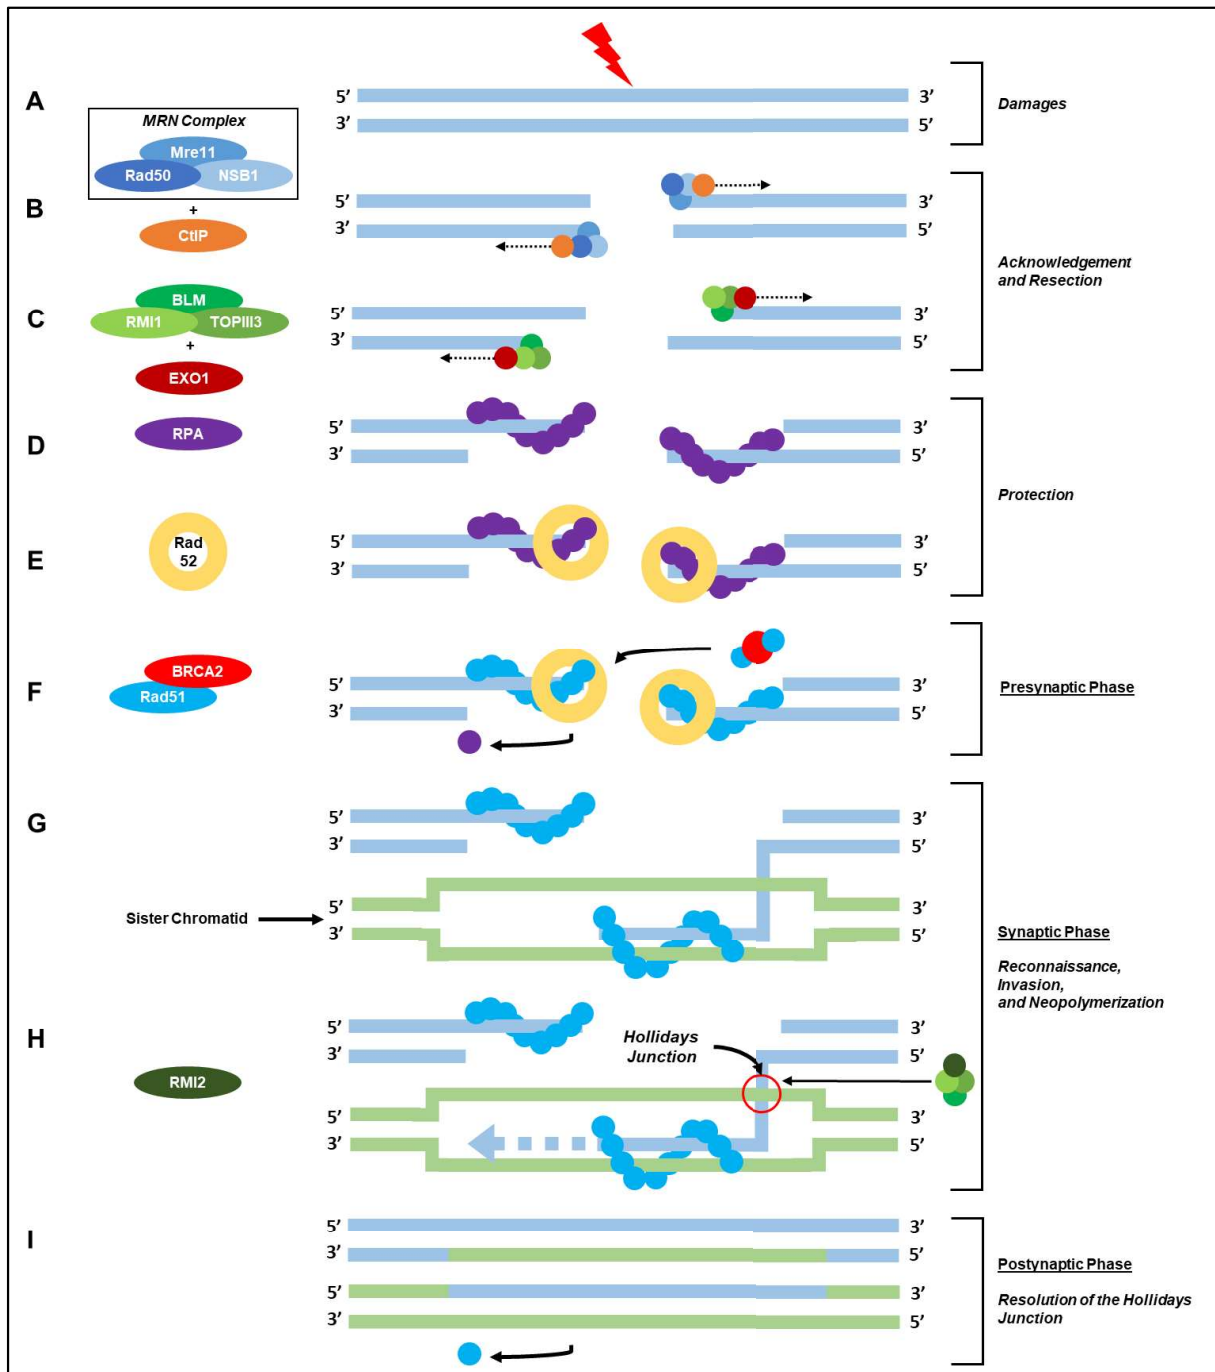 A
5’
3’
3’
5’
Damages
MRN Complex
Mre11
Rad50
NSB1
+
CtIP
B
5’
3’
3’
5’
Acknowledgement
and Resection
C
BLM
RMI1
TOPIII3
+
EXO1
5’
3’
3’
5’
D
RPA
5’
3’
3’
5’
Protection
E
Rad
52
5’
3’
3’
5’
F
BRCA2
Rad51
5’
3’
3’
5’
Presynaptic Phase
G
5’
3’
3’
5’
Sister Chromatid
5’
3’
3’
5’
Synaptic Phase
Reconnaissance,
Invasion,
and Neopolymerization
H
RMI2
5’
3’
3’
5’
Hollidays
Junction
5’
3’
3’
5’
I
5’
3’
3’
5’
5’
3’
3’
5’
Postynaptic Phase
Resolution of the Hollidays
Junction